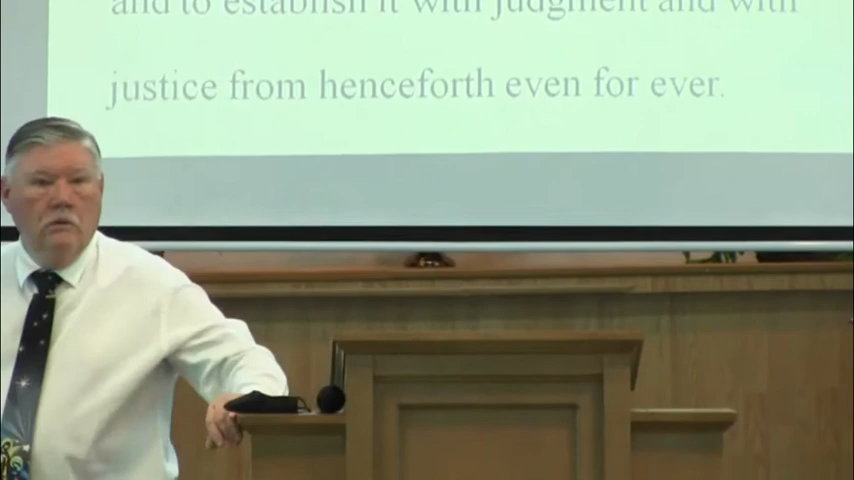 and to establish it with judgment and with
justice from henceforth even for ever.